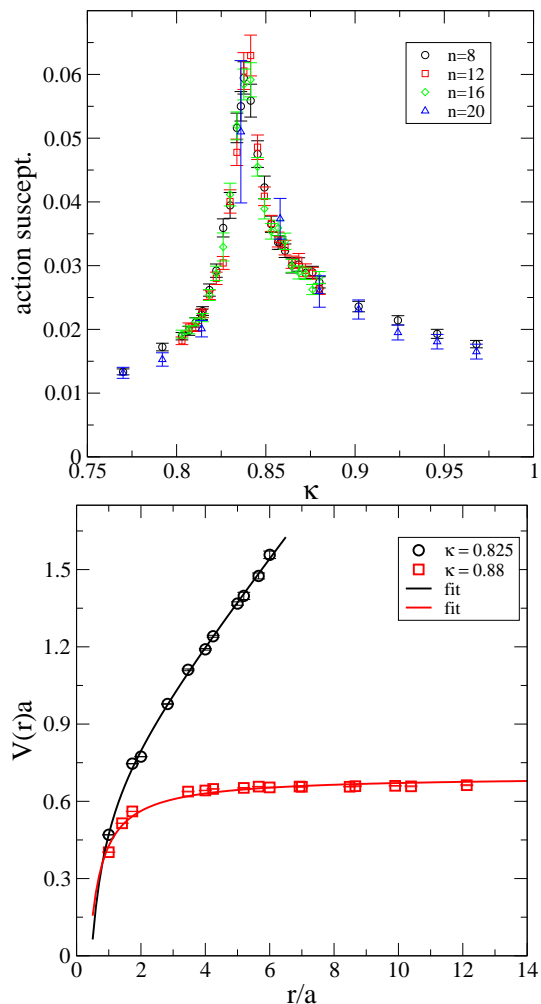 0.06
0.05
0.04
0.03
0.02
0.01
0
action suscept.
n=8
n=12
n=16
n=20
0.75 0.8 0.85 0.9 0.95 1
κ
1.5
1.2
0.9
0.6
0.3
0
V(r)a
κ = 0.825
κ = 0.88
fit
fit
0 2 4 6 8 10 12 14
r/a